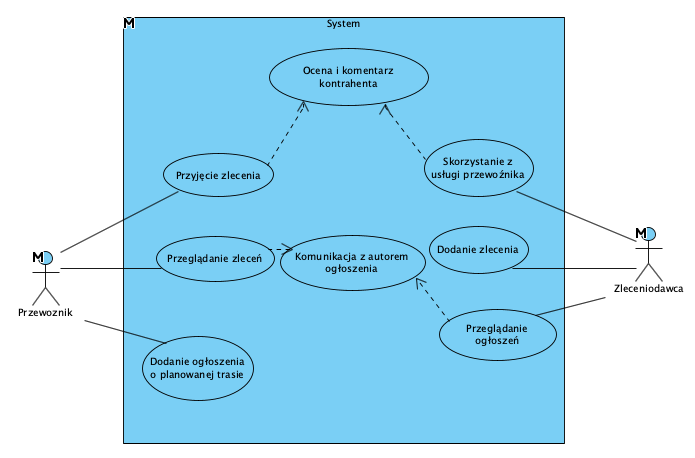 M
System
Ocena i komentarz
kontrahenta
Przyjęcie zlecenia
Skorzystanie z
usługi przewoźnika
Przeglądanie zleceń
Komunikacja z autorem
ogłoszenia
Dodanie zlecenia
M
Przewoznik
M
Zleceniodawca
Przeglądanie
ogłoszeń
Dodanie ogłoszenia
o planowanej trasie